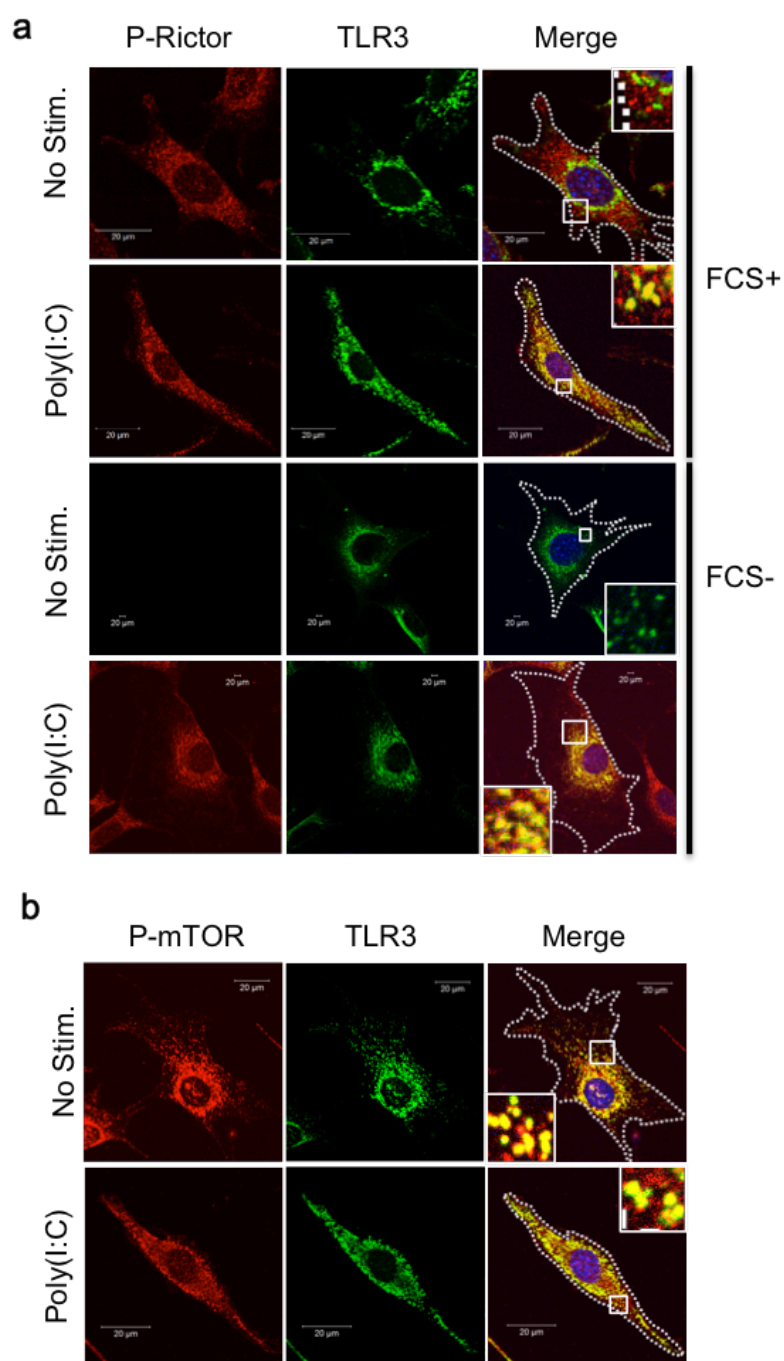 a
P-Rictor TLR3 Merge
No Stim.
20 μm 20 μm 20 μm
FCS+
Poly(I:C)
20 μm 20 μm 20 μm
No Stim.
20 μm 20 μm 20 μm
FCS-
Poly(I:C)
20 μm 20 μm 20 μm
b
P-mTOR TLR3 Merge
No Stim.
20 μm 20 μm 20 μm
Poly(I:C)
20 μm 20 μm 20 μm